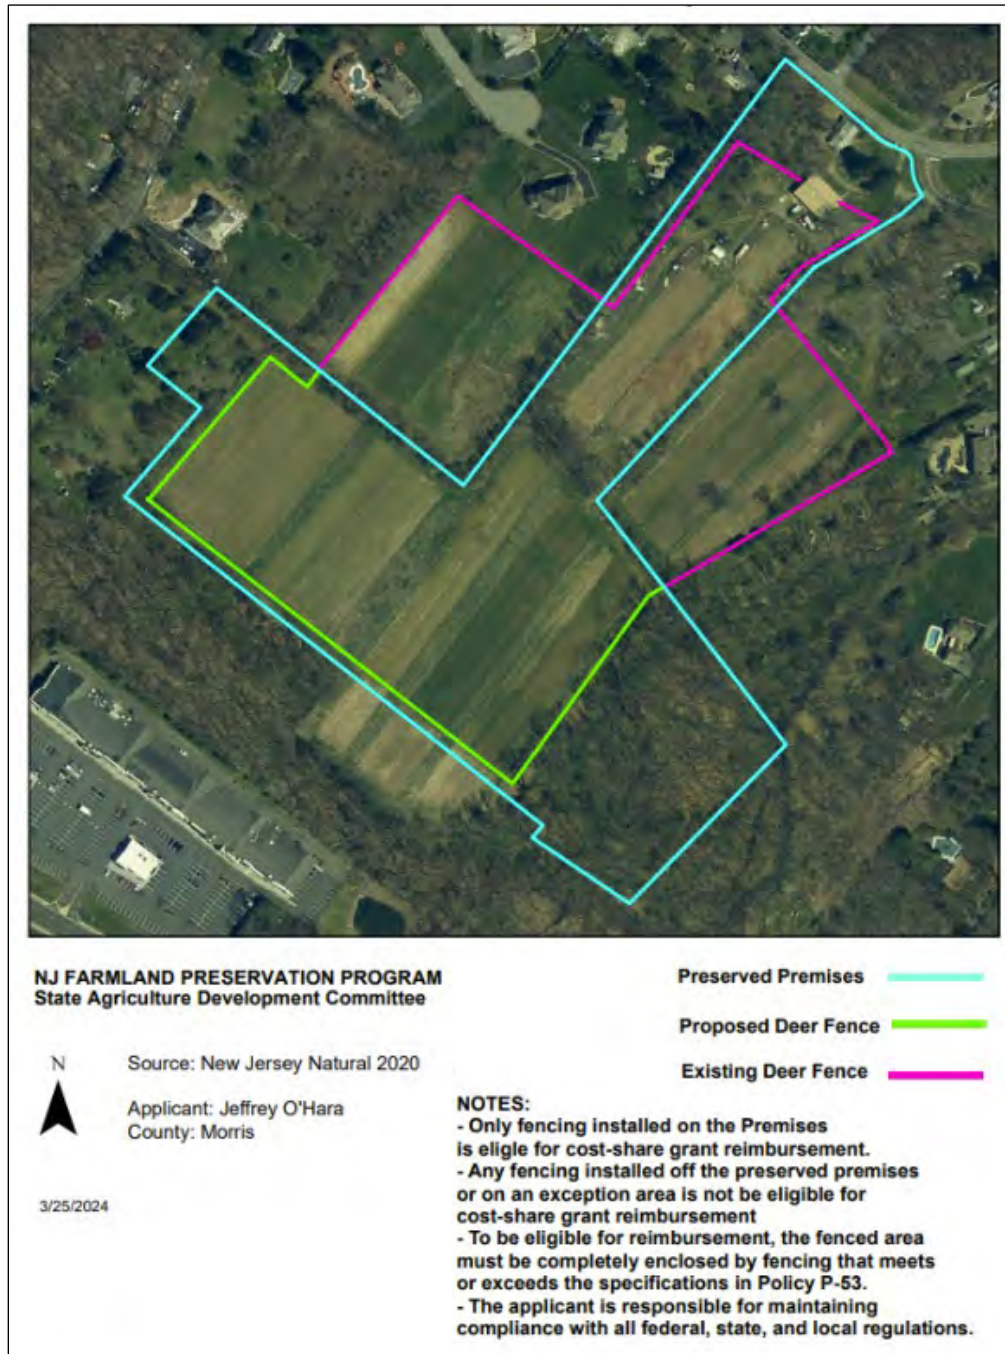 NJ FARMLAND PRESERVATION PROGRAM
State Agriculture Development Committee
Preserved Premises
Proposed Deer Fence
Existing Deer Fence
N
Source: New Jersey Natural 2020
Applicant: Jeffrey O'Hara
County: Morris
3/25/2024
NOTES:
- Only fencing installed on the Premises
is eligle for cost-share grant reimbursement.
- Any fencing installed off the preserved premises
or on an exception area is not be eligible for
cost-share grant reimbursement
- To be eligible for reimbursement, the fenced area
must be completely enclosed by fencing that meets
or exceeds the specifications in Policy P-53.
- The applicant is responsible for maintaining
compliance with all federal, state, and local regulations.